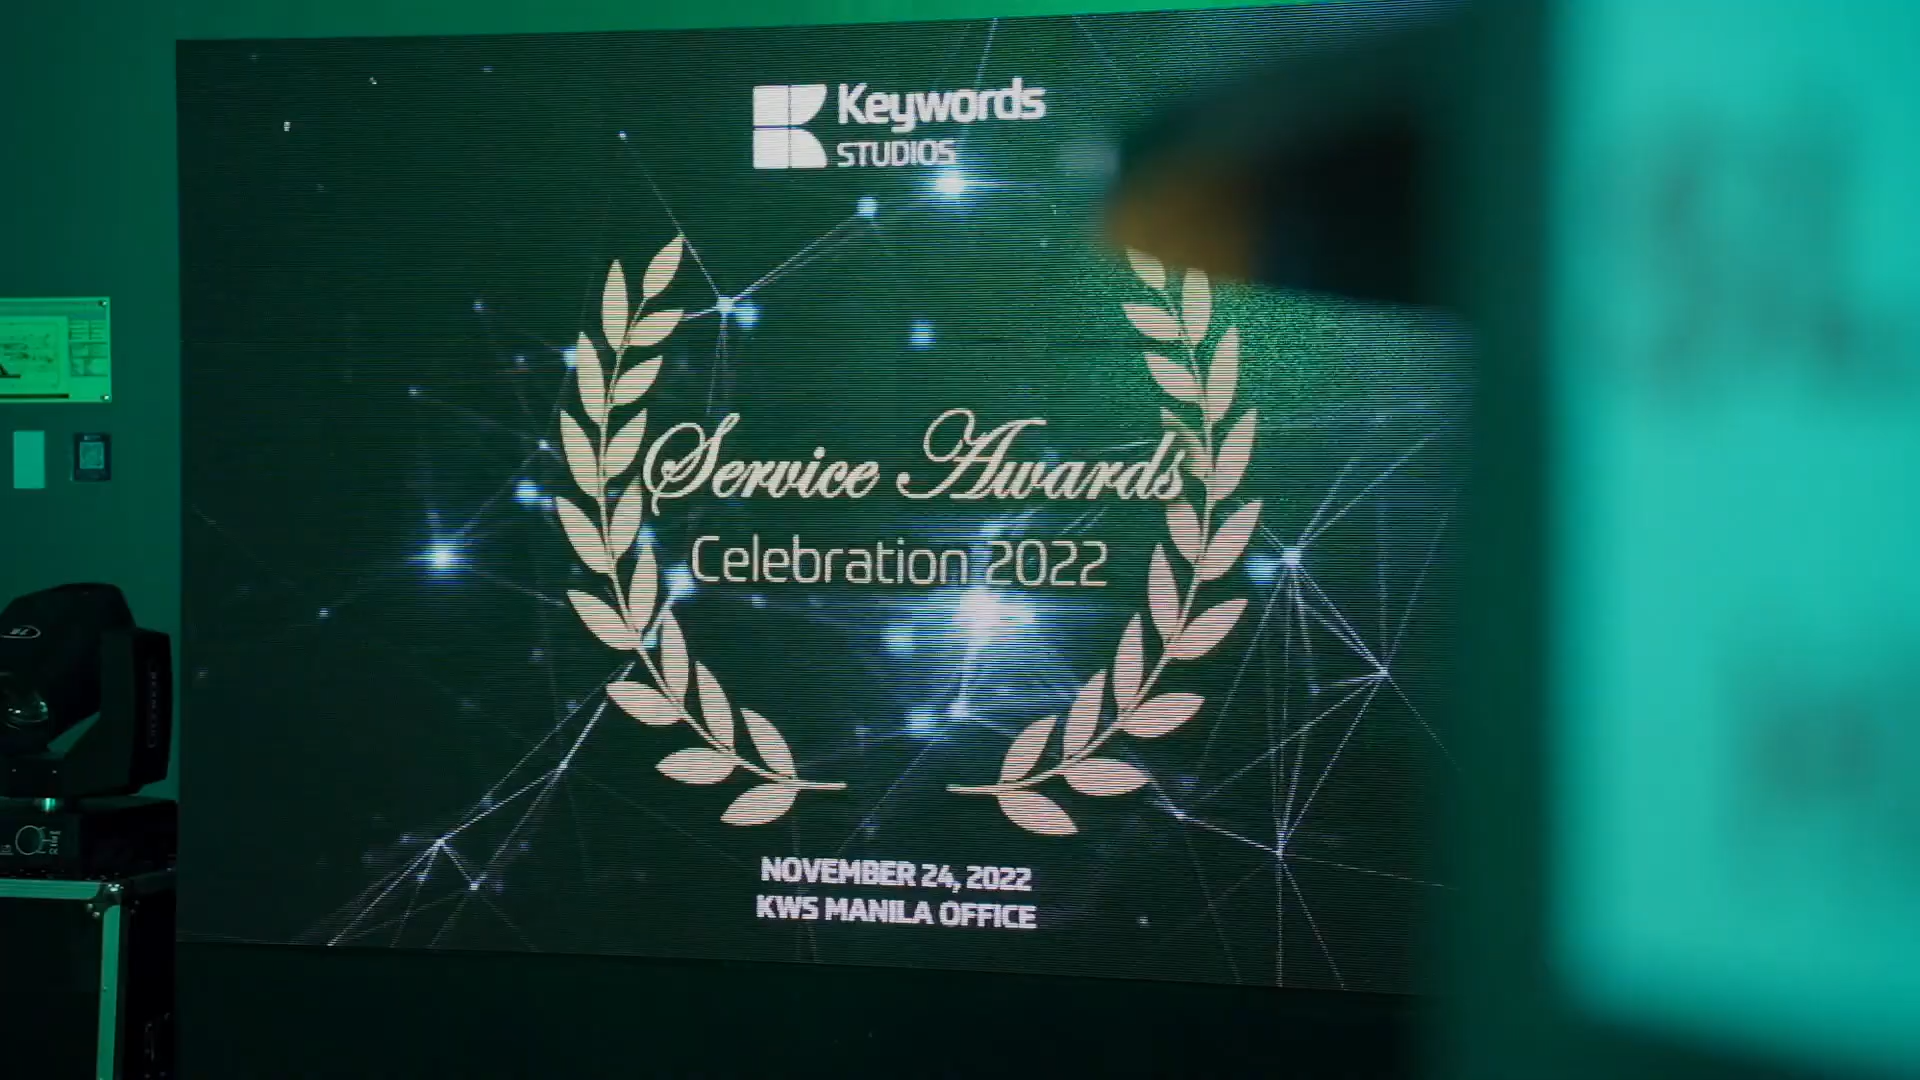 Keywords
STUDIOS
Service Awards
Celebration 2022
NOVEMBER 24, 2022
KWS MANILA OFFICE